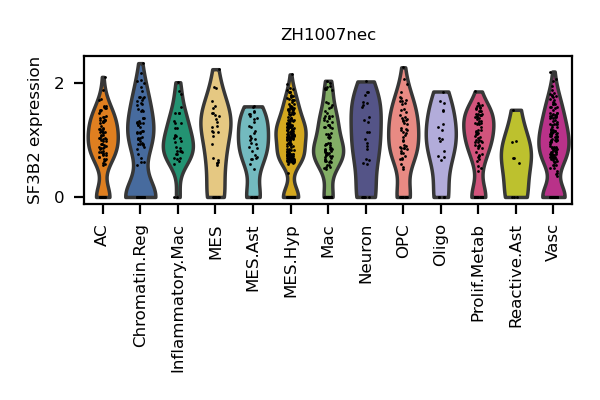 ZH1007nec
SF3B2 expression
2
0
AC
Chromatin.Reg
Inflammatory.Mac
MES
MES.Ast
MES.Hyp
Mac
Neuron
OPC
Oligo
Prolif.Metab
Reactive.Ast
Vasc